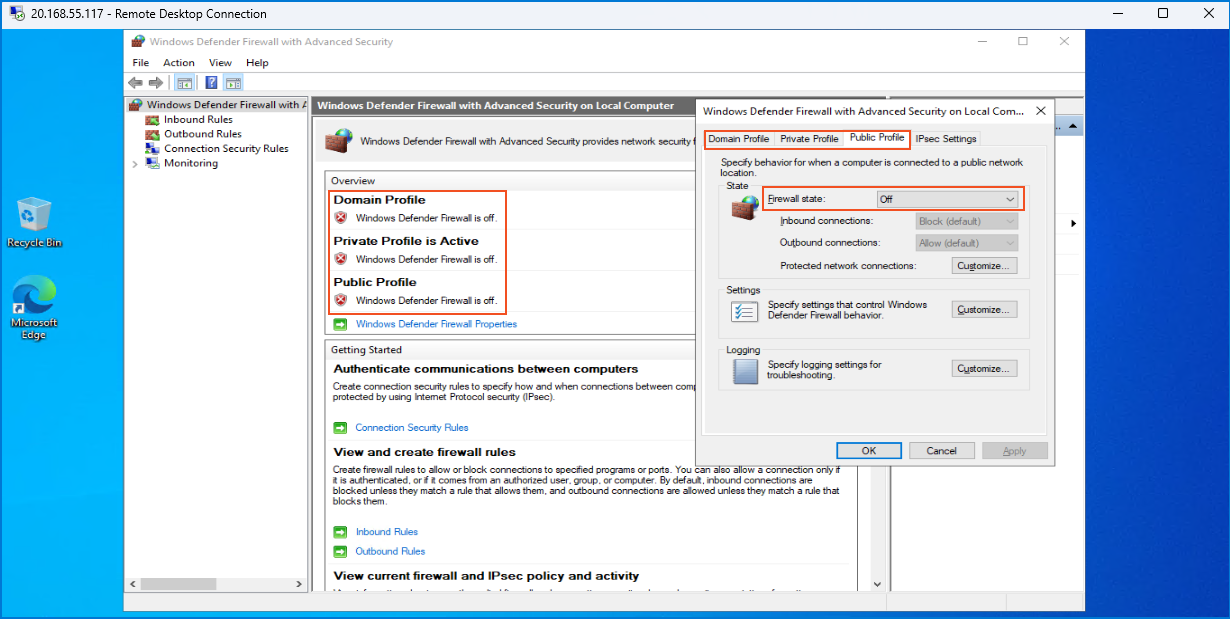 20.168.55.117 - Remote Desktop Connection
Windows Defender Firewall with Advanced Security
File Action View Help
Windows Defender Firewall with A
Inbound Rules
Outbound Rules
Connection Security Rules
Monitoring
Recycle Bin
Microsoft
Edge
Windows Defender Firewall with Advanced Security on Local Computer
Windows Defender Firewall with Advanced Security provides network security f
Overview
Domain Profile
Windows Defender Firewall is off.
Private Profile is Active
Windows Defender Firewall is off.
Public Profile
Windows Defender Firewall is off.
Windows Defender Firewall Properties
Getting Started
Authenticate communications between computers
Create connection security rules to specify how and when connections between comp
protected by using Internet Protocol security (IPsec).
Connection Security Rules
View and create firewall rules
Create firewall rules to allow or block connections to specified programs or ports. You can also allow a connection only if
it is authenticated, or if it comes from an authorized user, group, or computer. By default, inbound connections are
blocked unless they match a rule that allows them, and outbound connections are allowed unless they match a rule that
blocks them.
Inbound Rules
Outbound Rules
View current firewall and IPsec policy and activity
Windows Defender Firewall with Advanced Security on Local Com...
Domain Profile Private Profile Public Profile IPsec Settings
Specify behavior for when a computer is connected to a public network
location.
State
Firewall state: Off
Inbound connections: Block (default)
Outbound connections: Allow (default)
Protected network connections: Customize...
Settings
Specify settings that control Windows
Defender Firewall behavior.
Customize...
Logging
Specify logging settings for
troubleshooting.
Customize...
OK Cancel Apply